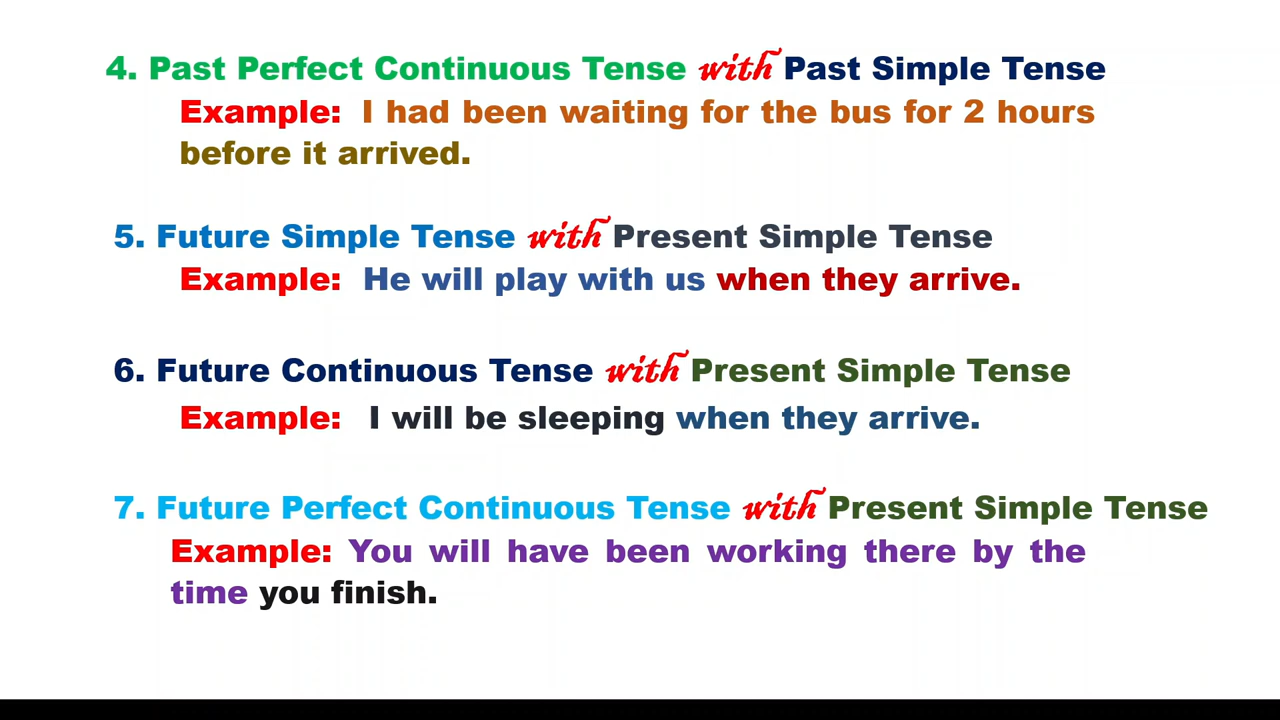 4. Past Perfect Continuous Tense with Past Simple Tense
Example: I had been waiting for the bus for 2 hours
before it arrived.
5. Future Simple Tense with Present Simple Tense
Example: He will play with us when they arrive.
6. Future Continuous Tense with Present Simple Tense
Example: I will be sleeping when they arrive.
7. Future Perfect Continuous Tense with Present Simple Tense
Example: You will have been working there by the
time you finish.